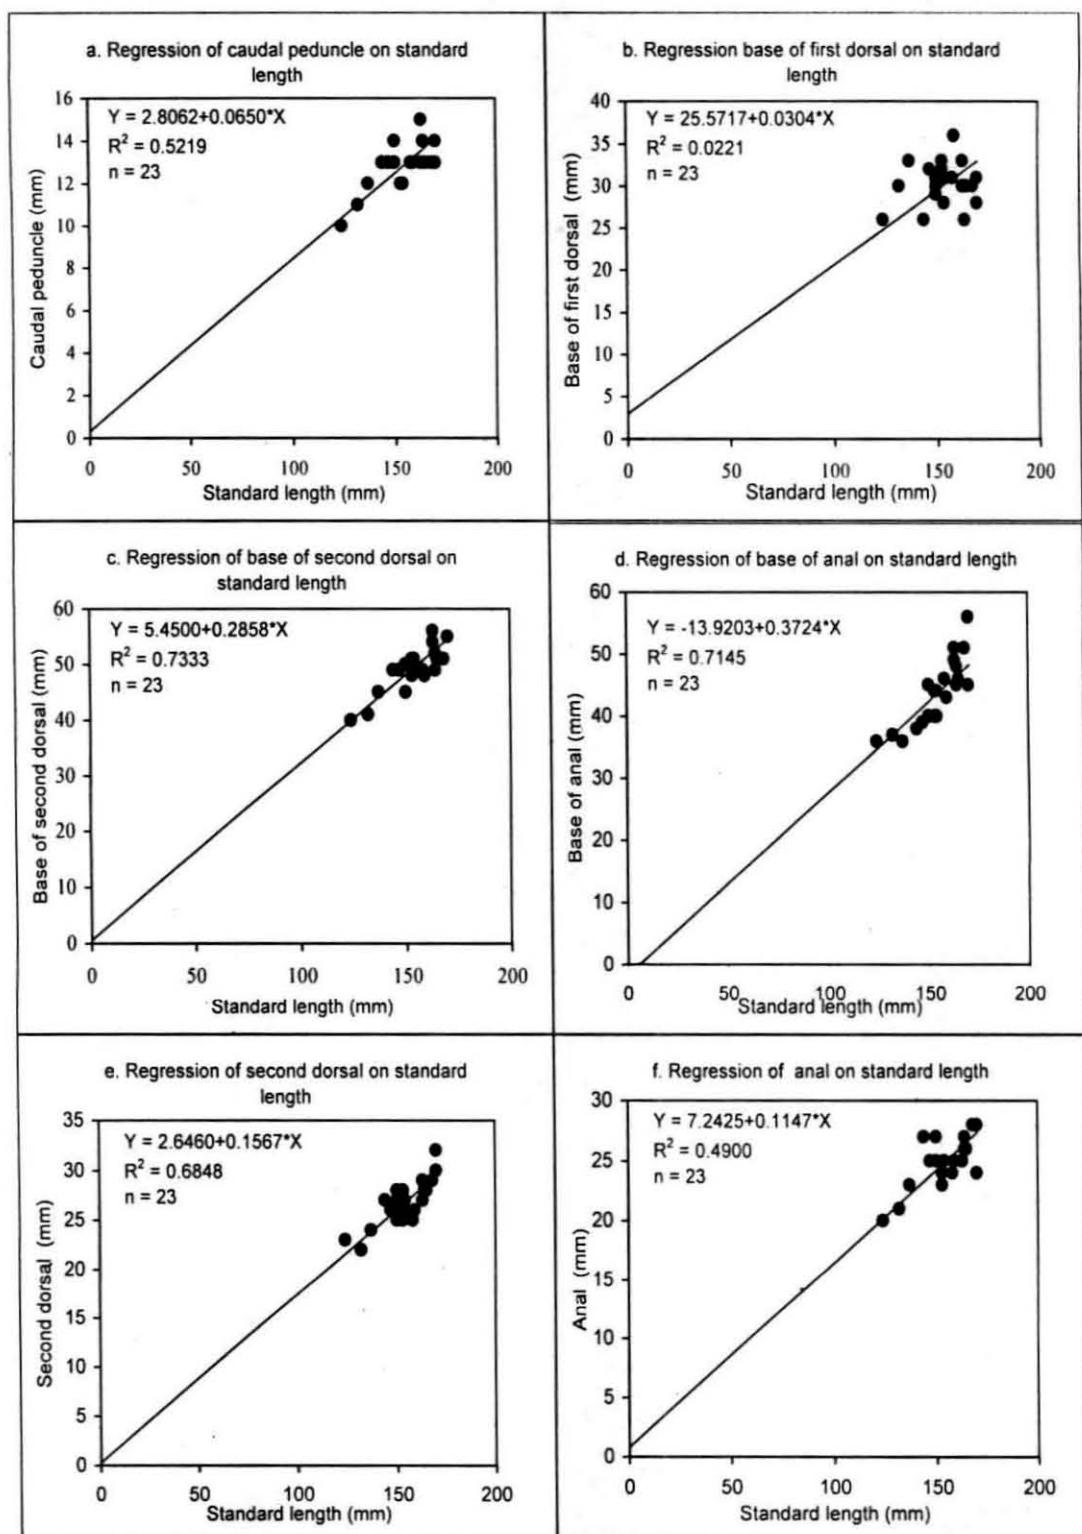 a. Regression of caudal peduncle on standard
length
Y = 2.8062+0.0650*X
R² = 0.5219
n = 23
16
14
12
10
8
6
4
2
0
Caudal peduncle (mm)
0 50 100 150 200
Standard length (mm)
b. Regression base of first dorsal on standard
length
Y = 25.5717+0.0304*X
R² = 0.0221
n = 23
40
35
30
25
20
15
10
5
0
Base of first dorsal (mm)
0 50 100 150 200
Standard length (mm)
c. Regression of base of second dorsal on
standard length
Y = 5.4500+0.2858*X
R² = 0.7333
n = 23
60
50
40
30
20
10
0
Base of second dorsal (mm)
0 50 100 150 200
Standard length (mm)
d. Regression of base of anal on standard length
Y = -13.9203+0.3724*X
R² = 0.7145
n = 23
60
50
40
30
20
10
0
Base of anal (mm)
0 50 100 150 200
Standard length (mm)
e. Regression of second dorsal on standard
length
Y = 2.6460+0.1567*X
R² = 0.6848
n = 23
35
30
25
20
15
10
5
0
Second dorsal (mm)
0 50 100 150 200
Standard length (mm)
f. Regression of anal on standard length
Y = 7.2425+0.1147*X
R² = 0.4900
n = 23
30
25
20
15
10
5
0
Anal (mm)
0 50 100 150 200
Standard length (mm)